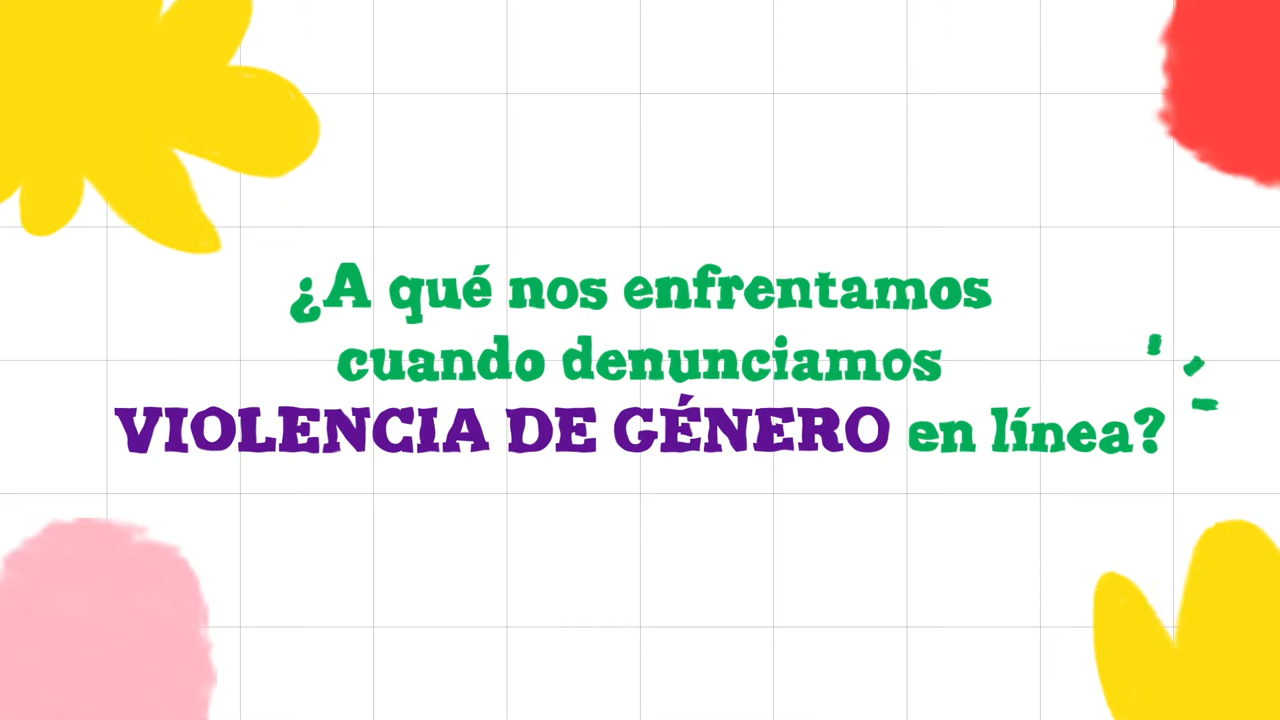 ¿A qué nos enfrentamos
cuando denunciamos
VIOLENCIA DE GÉNERO en línea?